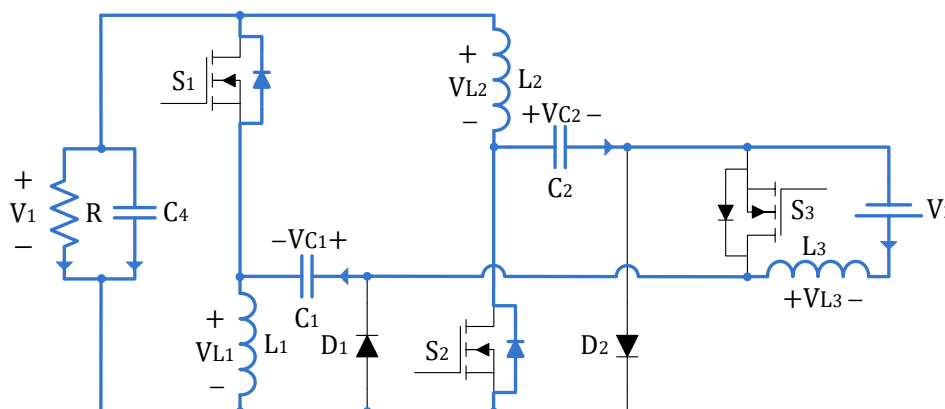 S1
+
VL2
−
L2
+VC2 −
C2
+
V1
−
R
C4
S3
L3
+VL3 −
−VC1+
C1
+
VL1
−
L1
D1
S2
D2